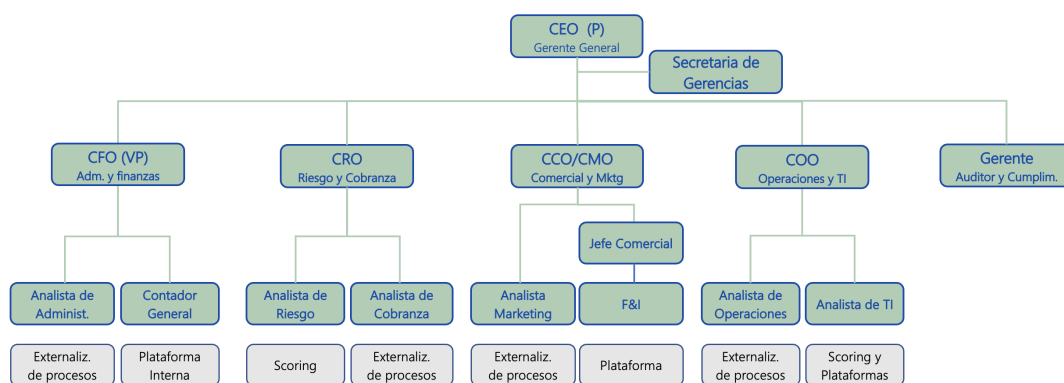 CEO (P)
Gerente General
Secretaria de
Gerencias
CFO (VP)
Adm. y finanzas
CRO
Riesgo y Cobranza
CCO/CMO
Comercial y Mktg
COO
Operaciones y TI
Gerente
Auditor y Cumplim.
Jefe Comercial
Analista de
Administ.
Contador
General
Analista de
Riesgo
Analista de
Cobranza
Analista
Marketing
F&I
Analista de
Operaciones
Analista de TI
Externaliz.
de procesos
Plataforma
Interna
Scoring
Externaliz.
de procesos
Externaliz.
de procesos
Plataforma
Externaliz.
de procesos
Scoring y
Plataformas